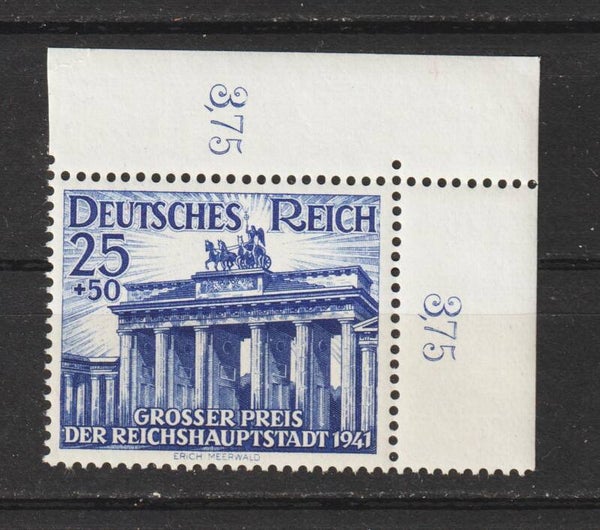 3,75
DEUTSCHES REICH
25
+50
3,75
GROSSER PREIS
DER REICHSHAUPTSTADT 1941
ERICH MEERWALD